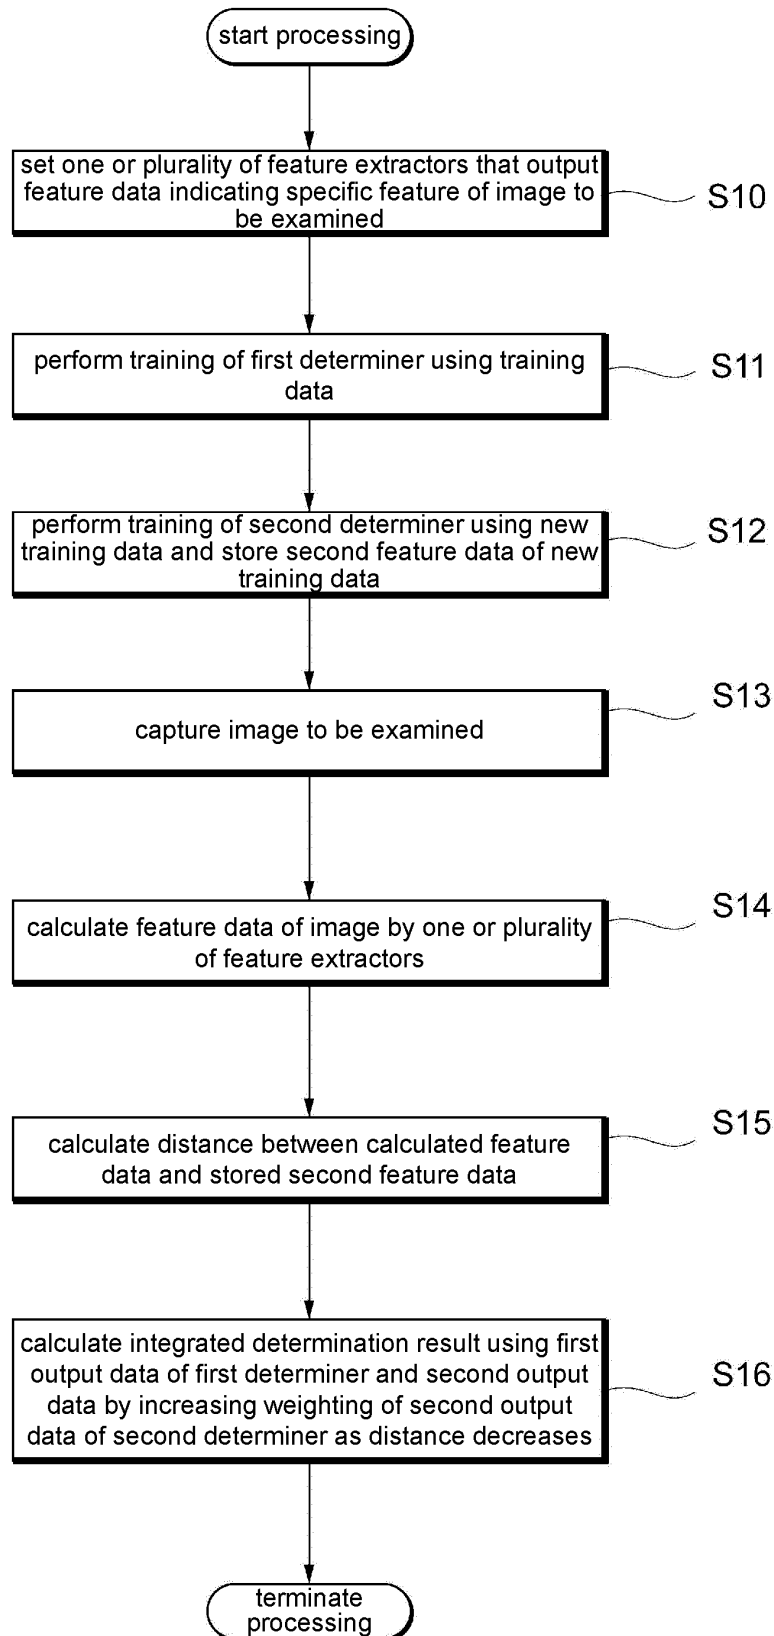 start processing
set one or plurality of feature extractors that output
feature data indicating specific feature of image to
be examined
S10
perform training of first determiner using training
data
S11
perform training of second determiner using new
training data and store second feature data of new
training data
S12
capture image to be examined
S13
calculate feature data of image by one or plurality
of feature extractors
S14
calculate distance between calculated feature
data and stored second feature data
S15
calculate integrated determination result using first
output data of first determiner and second output
data by increasing weighting of second output
data of second determiner as distance decreases
S16
terminate
processing